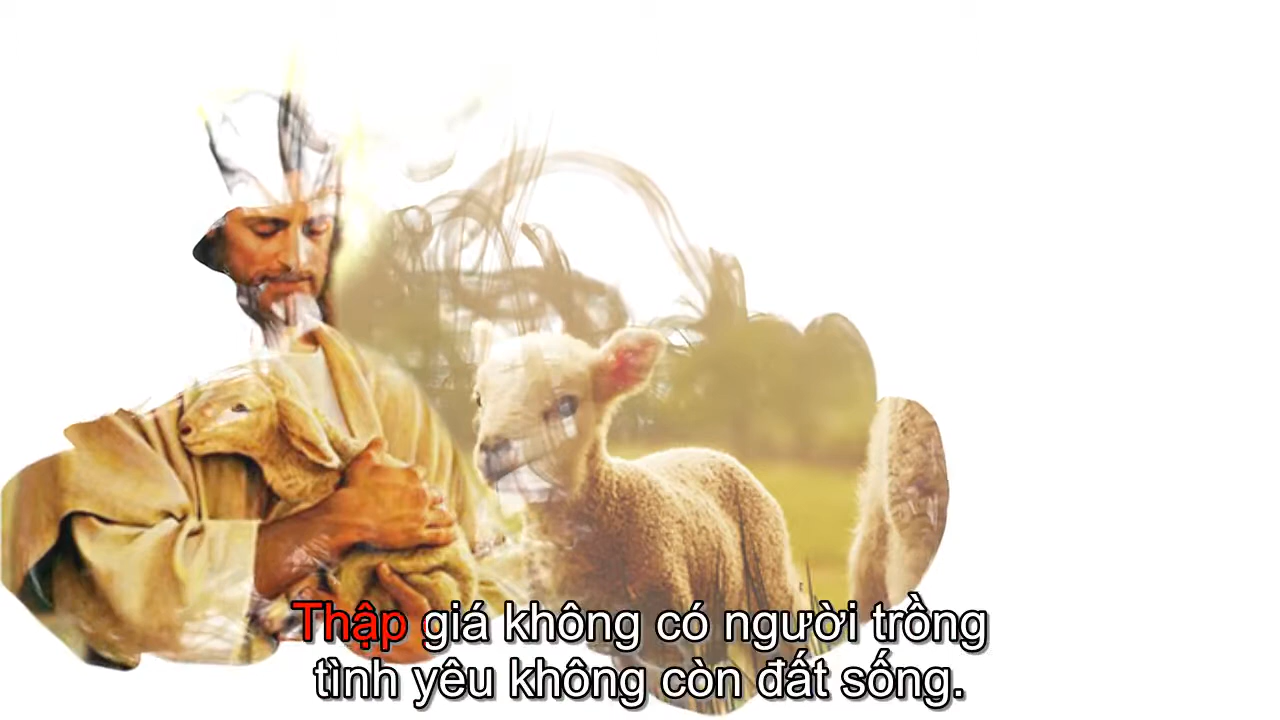 Thập giá không có người trồng
tình yêu không còn đất sống.